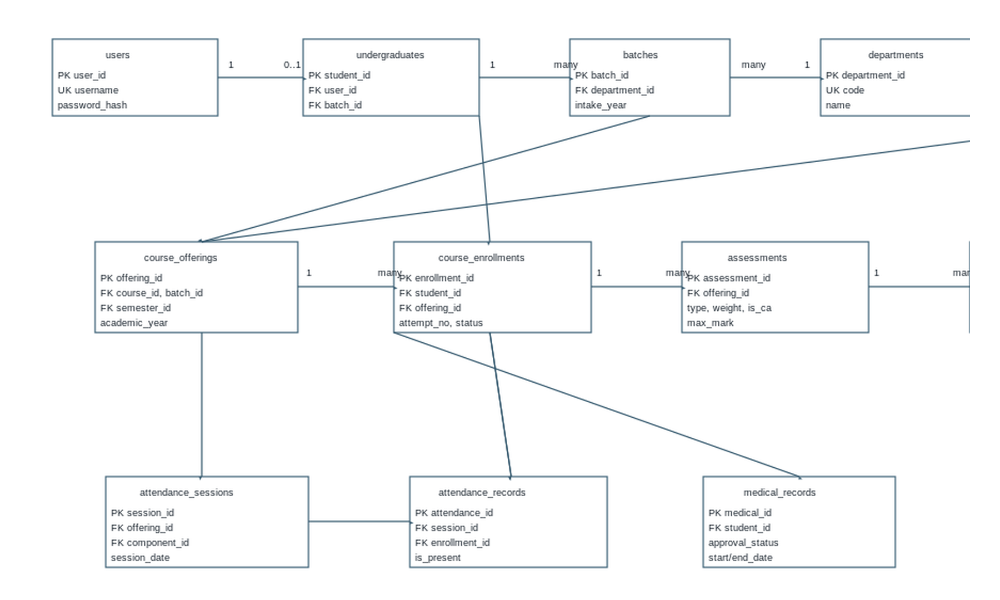 users
PK user_id
UK username
password_hash
1
0..1
undergraduates
PK student_id
FK user_id
FK batch_id
1
many
batches
PK batch_id
FK department_id
intake_year
many
1
departments
PK department_id
UK code
name
course_offerings
PK offering_id
FK course_id, batch_id
FK semester_id
academic_year
1
many
course_enrollments
PK enrollment_id
FK student_id
FK offering_id
attempt_no, status
1
many
assessments
PK assessment_id
FK offering_id
type, weight, is_ca
max_mark
1
attendance_sessions
PK session_id
FK offering_id
FK component_id
session_date
attendance_records
PK attendance_id
FK session_id
FK enrollment_id
is_present
medical_records
PK medical_id
FK student_id
approval_status
start/end_date